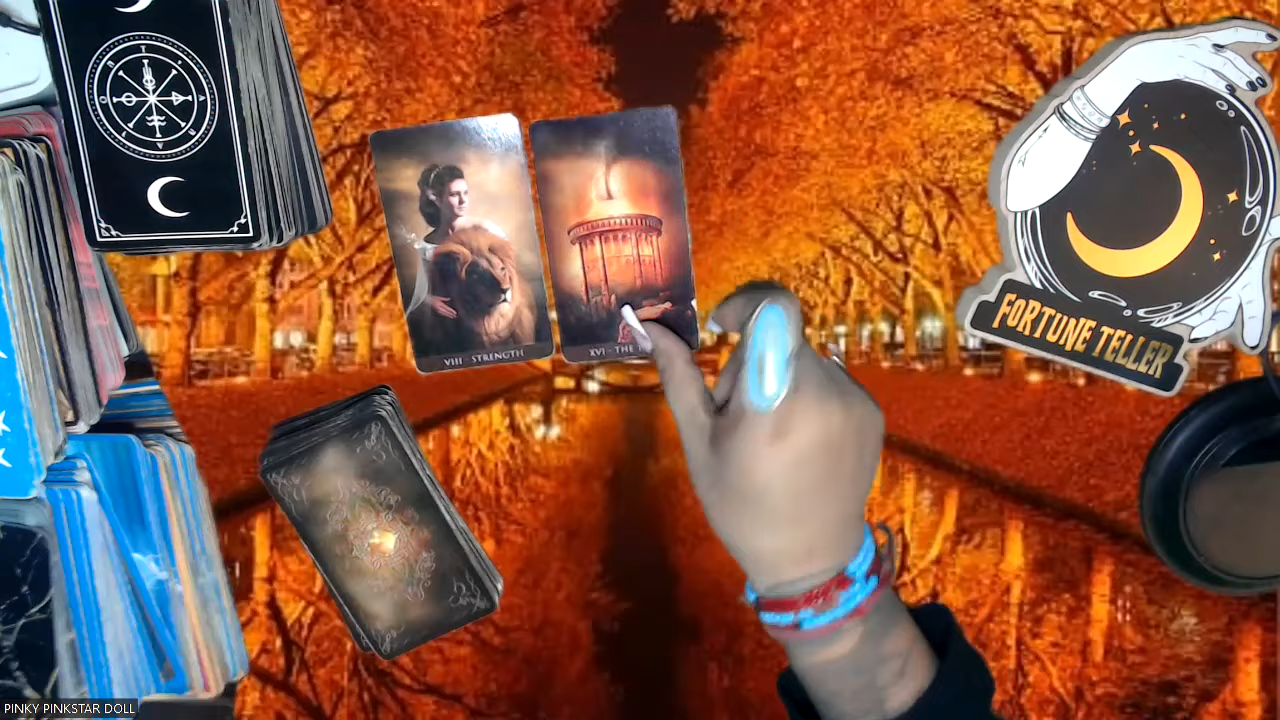 VIII · STRENGTH
XVI · THE
FORTUNE TELLER
PINKY PINKSTAR DOLL